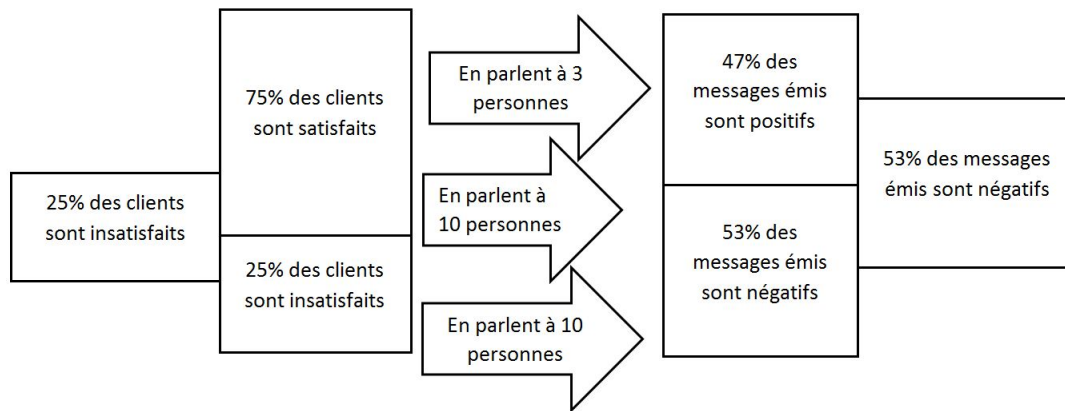 25% des clients
sont insatisfaits
75% des clients
sont satisfaits
25% des clients
sont insatisfaits
En parlent à 3
personnes
En parlent à
10 personnes
En parlent à 10
personnes
47% des
messages émis
sont positifs
53% des
messages émis
sont négatifs
53% des messages
émis sont négatifs